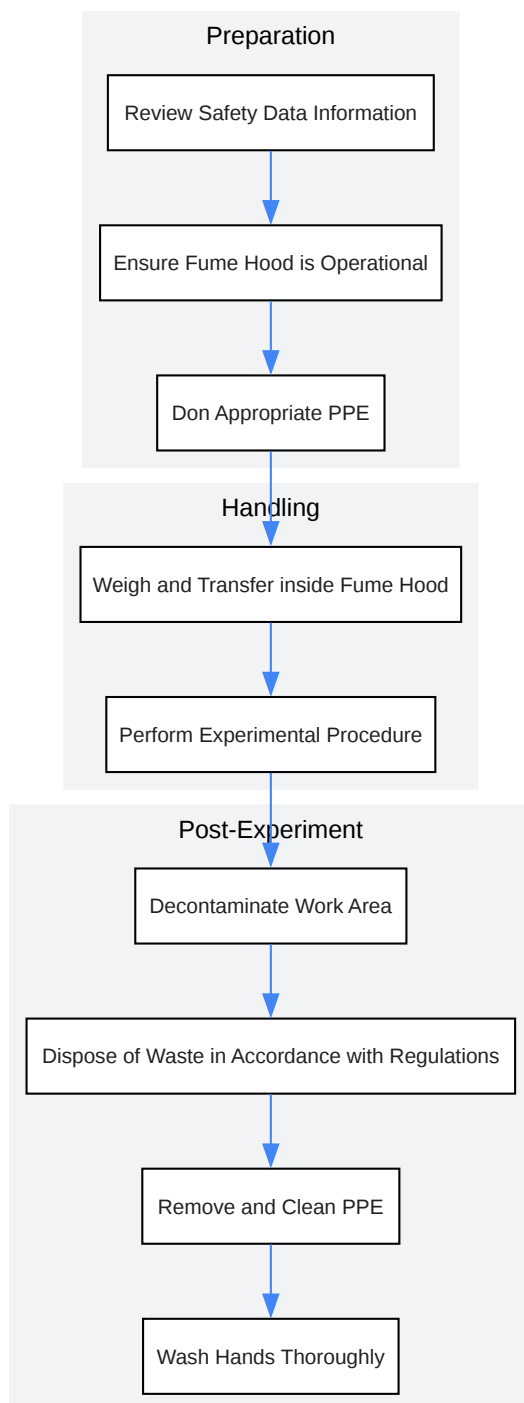 Preparation
Review Safety Data Information
Ensure Fume Hood is Operational
Don Appropriate PPE
Handling
Weigh and Transfer inside Fume Hood
Perform Experimental Procedure
Post-Experiment
Decontaminate Work Area
Dispose of Waste in Accordance with Regulations
Remove and Clean PPE
Wash Hands Thoroughly